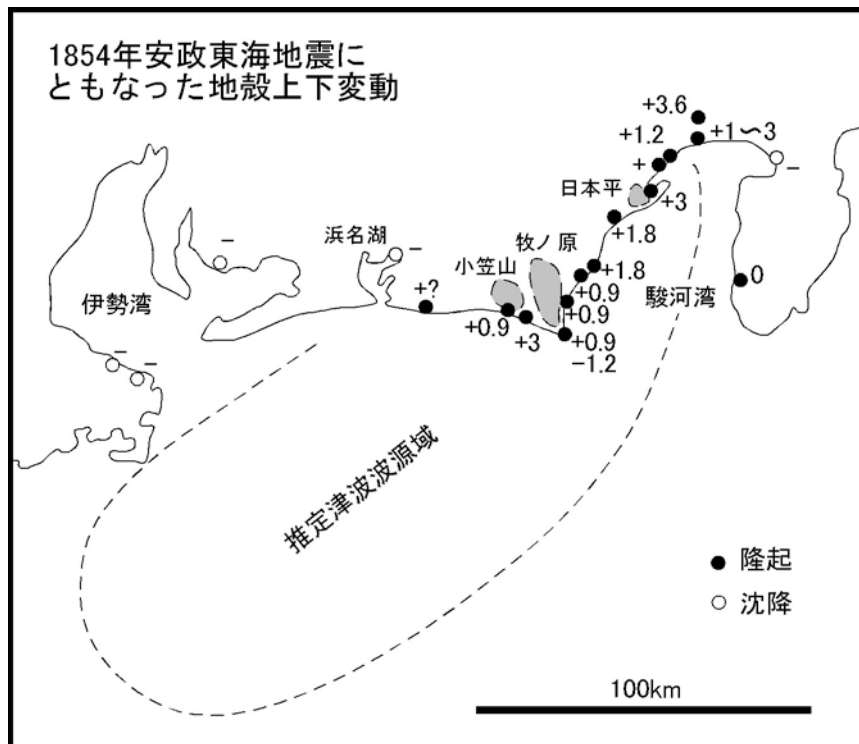 1854年安政東海地震に
ともなった地殻上下変動
+3.6
+1〜3
+1.2
+
−
日本平
+3
−
浜名湖
−
牧ノ原
+1.8
小笠山
+1.8
伊勢湾
+?
+0.9
駿河湾
0
+0.9
+0.9
+3
+0.9
−1.2
−
−
推定津波波源域
隆起
沈降
100km